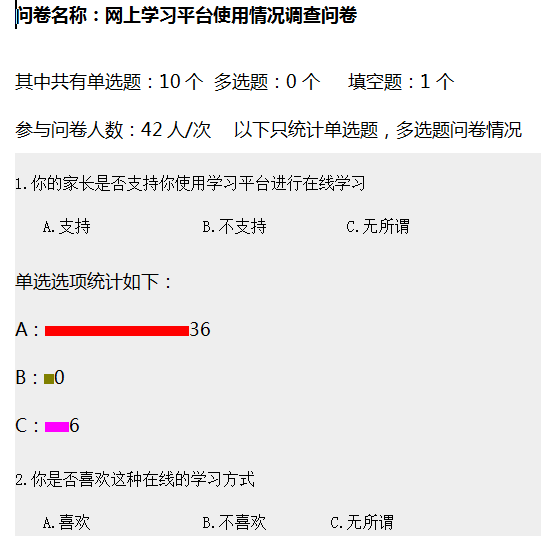 问卷名称：网上学习平台使用情况调查问卷
其中共有单选题：10 个 多选题：0 个 填空题：1 个
参与问卷人数：42 人/次 以下只统计单选题，多选题问卷情况
1.你的家长是否支持你使用学习平台进行在线学习
A.支持 B.不支持 C.无所谓
单选选项统计如下：
A：36
B：0
C：6
2.你是否喜欢这种在线的学习方式
A.喜欢 B.不喜欢 C.无所谓